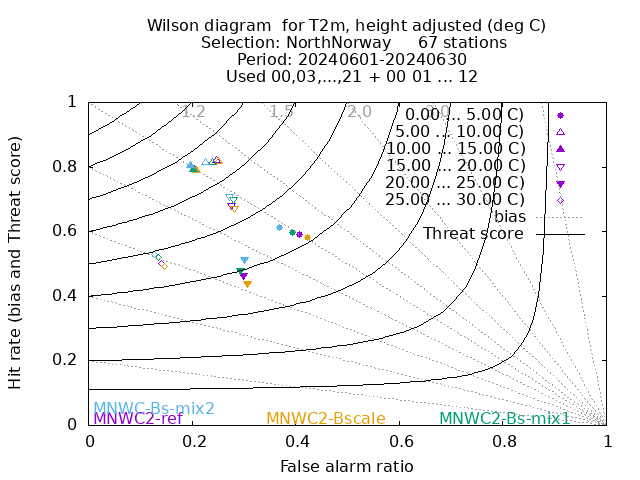 Wilson diagram  for T2m, height adjusted (deg C)
Selection: NorthNorway     67 stations
Period: 20240601-20240630
Used 00,03,...,21 + 00 01 ... 12
1.2 1.5 2.0 3.0
0.00 ... 5.00 C)
5.00 ... 10.00 C)
10.00 ... 15.00 C)
15.00 ... 20.00 C)
20.00 ... 25.00 C)
25.00 ... 30.00 C)
bias
Threat score
Hit rate (bias and Threat score)
1
0.8
0.6
0.4
0.2
0
MNWC-Bs-mix2
MNWC2-ref MNWC2-Bscale MNWC2-Bs-mix1
0 0.2 0.4 0.6 0.8 1
False alarm ratio